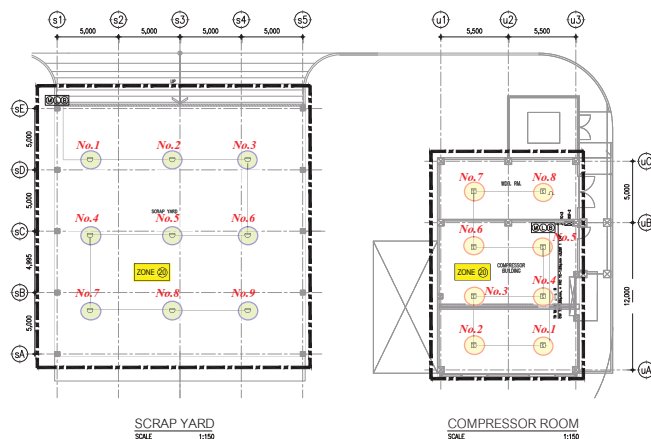 s1 s2 s3 s4 s5
5,000 5,000 5,000 5,000
UP
M L B
sE
5,000
sD
5,000
sC
4,995
sB
5,000
sA
No.1 No.2 No.3
SCRAP YARD
No.4 No.5 No.6
ZONE 20
No.7 No.8 No.9
SCRAP YARD
SCALE 1:150
u1 u2 u3
5,500 5,500
uC
5,000
uB
12,000
uA
No.7 No.8
M L B
No.6 No.5
COMPRESSOR
BUILDING
ZONE 20
No.3 No.4
No.2 No.1
COMPRESSOR ROOM
SCALE 1:150